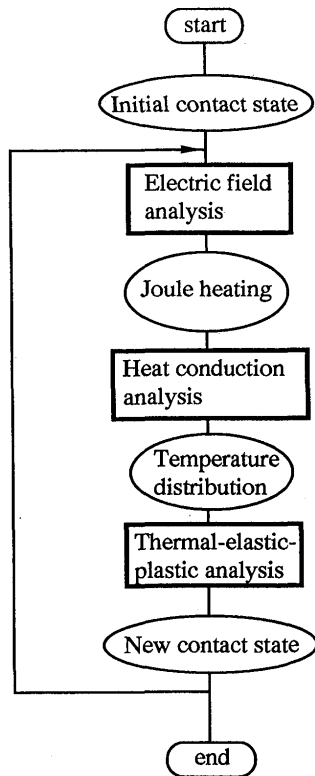 start
Initial contact state
Electric field
analysis
Joule heating
Heat conduction
analysis
Temperature
distribution
Thermal-elastic-
plastic analysis
New contact state
end